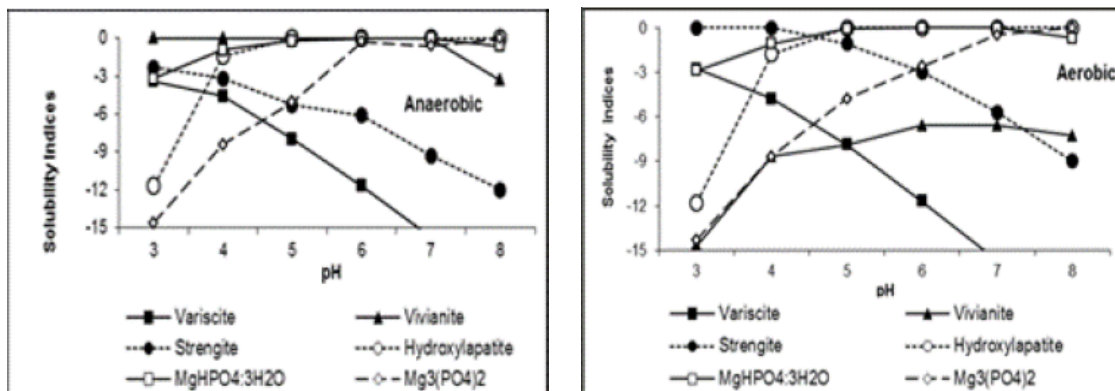 0
-3
-6
-9
-12
-15
Solubility Indices
Anaerobic
3 4 5 6 7 8
pH
Variscite Vivianite
Strengite Hydroxylapatite
MgHPO4:3H2O Mg3(PO4)2
0
-3
-6
-9
-12
-15
Solubility Indices
Aerobic
3 4 5 6 7 8
pH
Variscite Vivianite
Strengite Hydroxylapatite
MgHPO4:3H2O Mg3(PO4)2